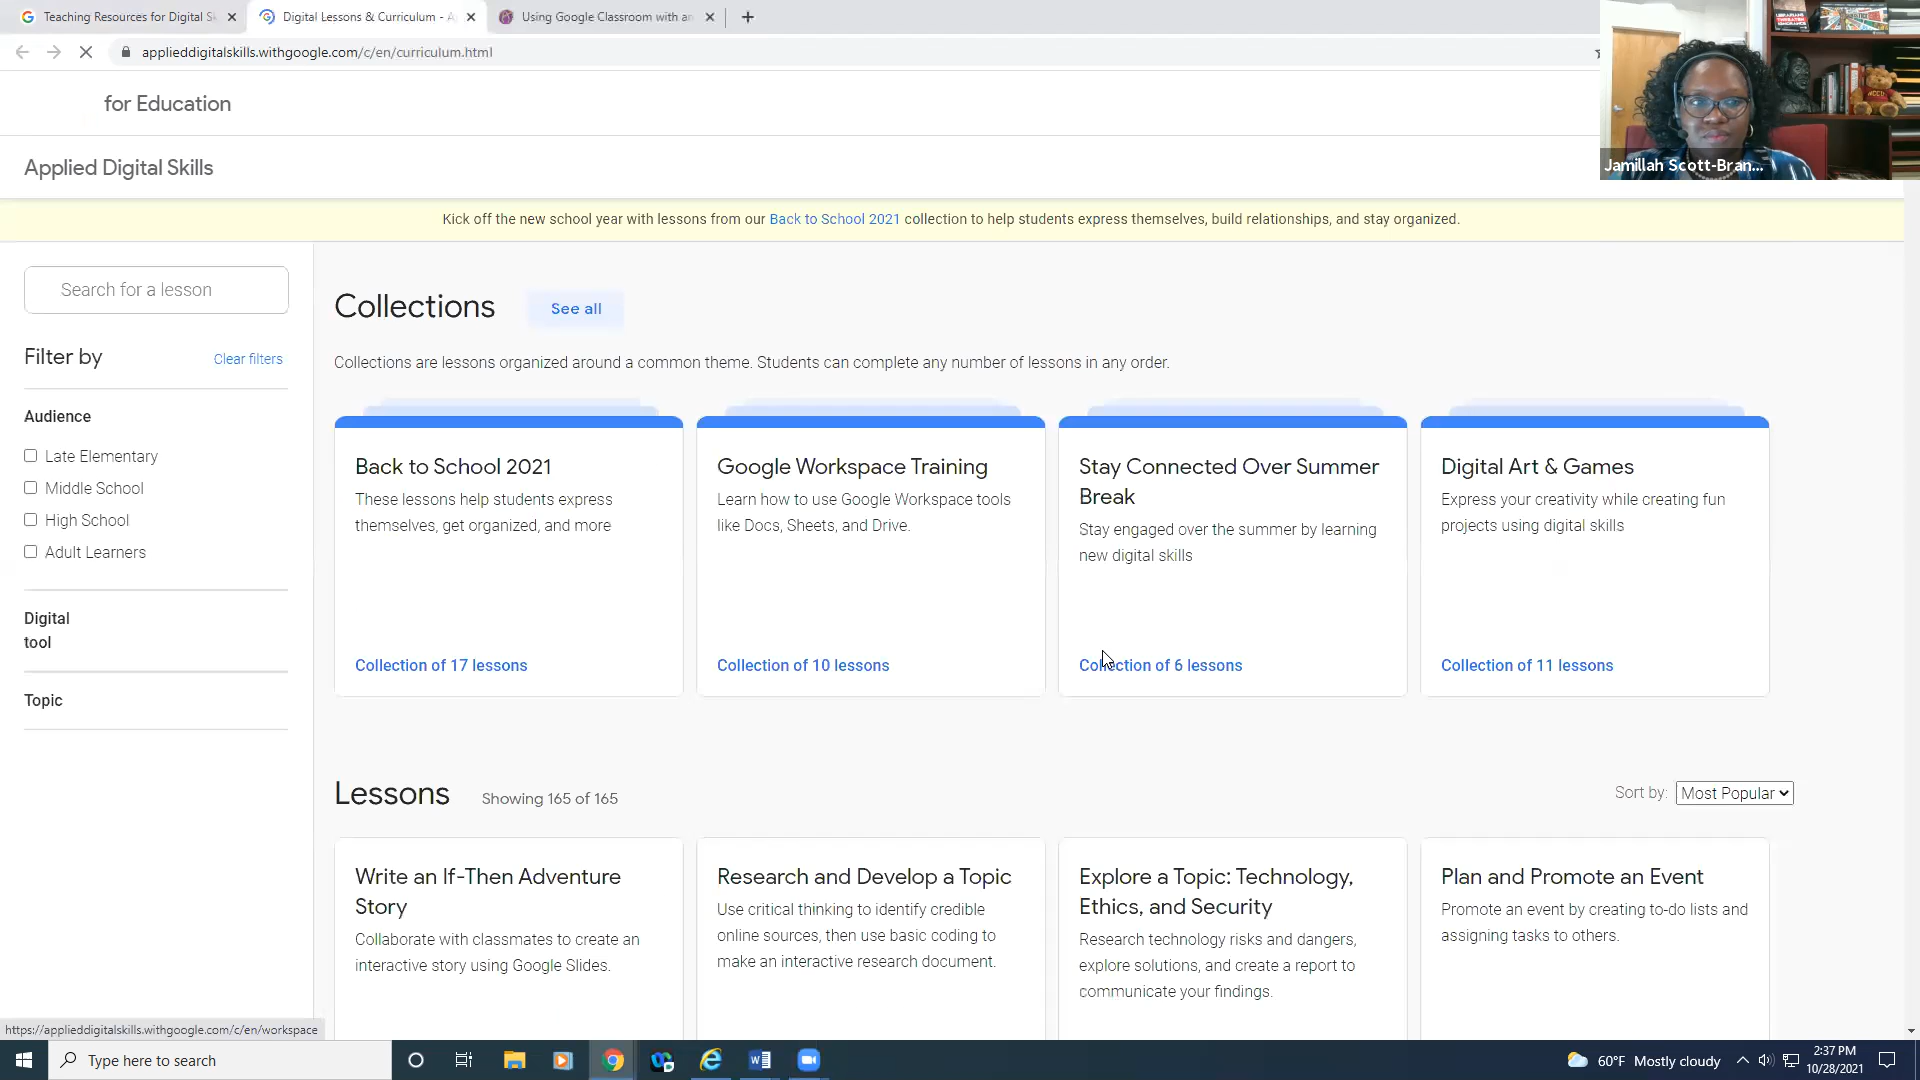 Teaching Resources for Digital Sk
Digital Lessons & Curriculum - A
Using Google Classroom with an
applieddigitalskills.withgoogle.com/c/en/curriculum.html
for Education
Applied Digital Skills
Jamillah Scott-Bran...
Kick off the new school year with lessons from our Back to School 2021 collection to help students express themselves, build relationships, and stay organized.
Search for a lesson
Filter by
Clear filters
Audience
Late Elementary
Middle School
High School
Adult Learners
Digital
tool
Topic
Collections
See all
Collections are lessons organized around a common theme. Students can complete any number of lessons in any order.
Back to School 2021
These lessons help students express
themselves, get organized, and more
Collection of 17 lessons
Google Workspace Training
Learn how to use Google Workspace tools
like Docs, Sheets, and Drive.
Collection of 10 lessons
Stay Connected Over Summer
Break
Stay engaged over the summer by learning
new digital skills
Collection of 6 lessons
Digital Art & Games
Express your creativity while creating fun
projects using digital skills
Collection of 11 lessons
Lessons
Showing 165 of 165
Sort by:
Most Popular
Write an If-Then Adventure
Story
Collaborate with classmates to create an
interactive story using Google Slides.
Research and Develop a Topic
Use critical thinking to identify credible
online sources, then use basic coding to
make an interactive research document.
Explore a Topic: Technology,
Ethics, and Security
Research technology risks and dangers,
explore solutions, and create a report to
communicate your findings.
Plan and Promote an Event
Promote an event by creating to-do lists and
assigning tasks to others.
https://applieddigitalskills.withgoogle.com/c/en/workspace
Type here to search
60°F Mostly cloudy
2:37 PM
10/28/2021